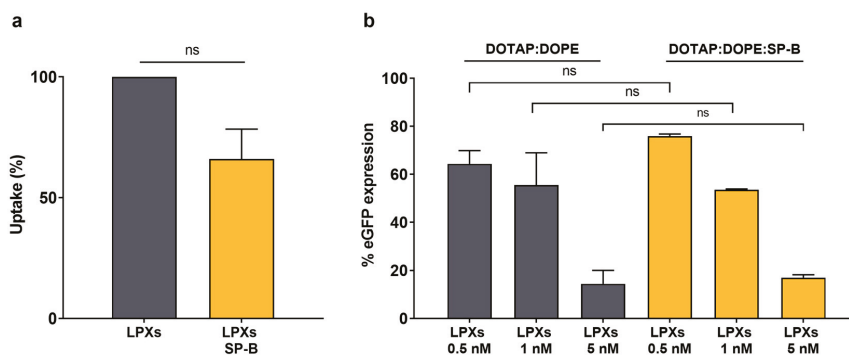 a
ns
100
50
0
Uptake (%)
LPXs
LPXs
SP-B
b
DOTAP:DOPE
DOTAP:DOPE:SP-B
ns
ns
ns
100
80
60
40
20
0
% eGFP expression
LPXs LPXs LPXs LPXs LPXs LPXs
0.5 nM 1 nM 5 nM 0.5 nM 1 nM 5 nM